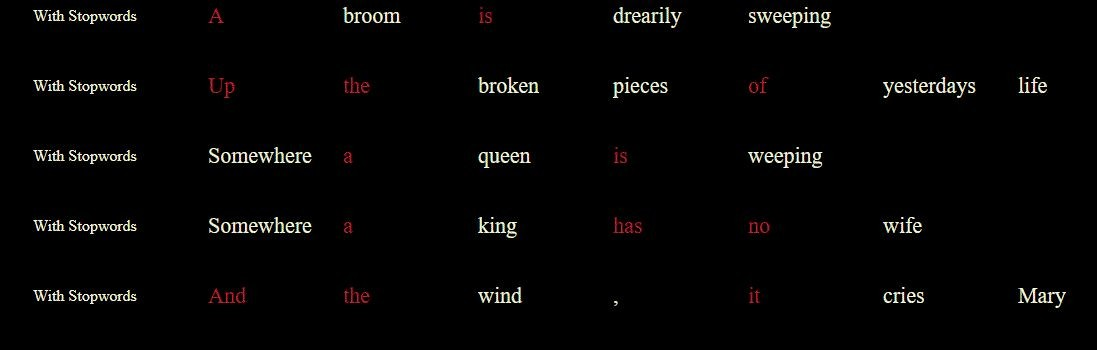 With Stopwords A broom is drearily sweeping
With Stopwords Up the broken pieces of yesterdays life
With Stopwords Somewhere a queen is weeping
With Stopwords Somewhere a king has no wife
With Stopwords And the wind , it cries Mary